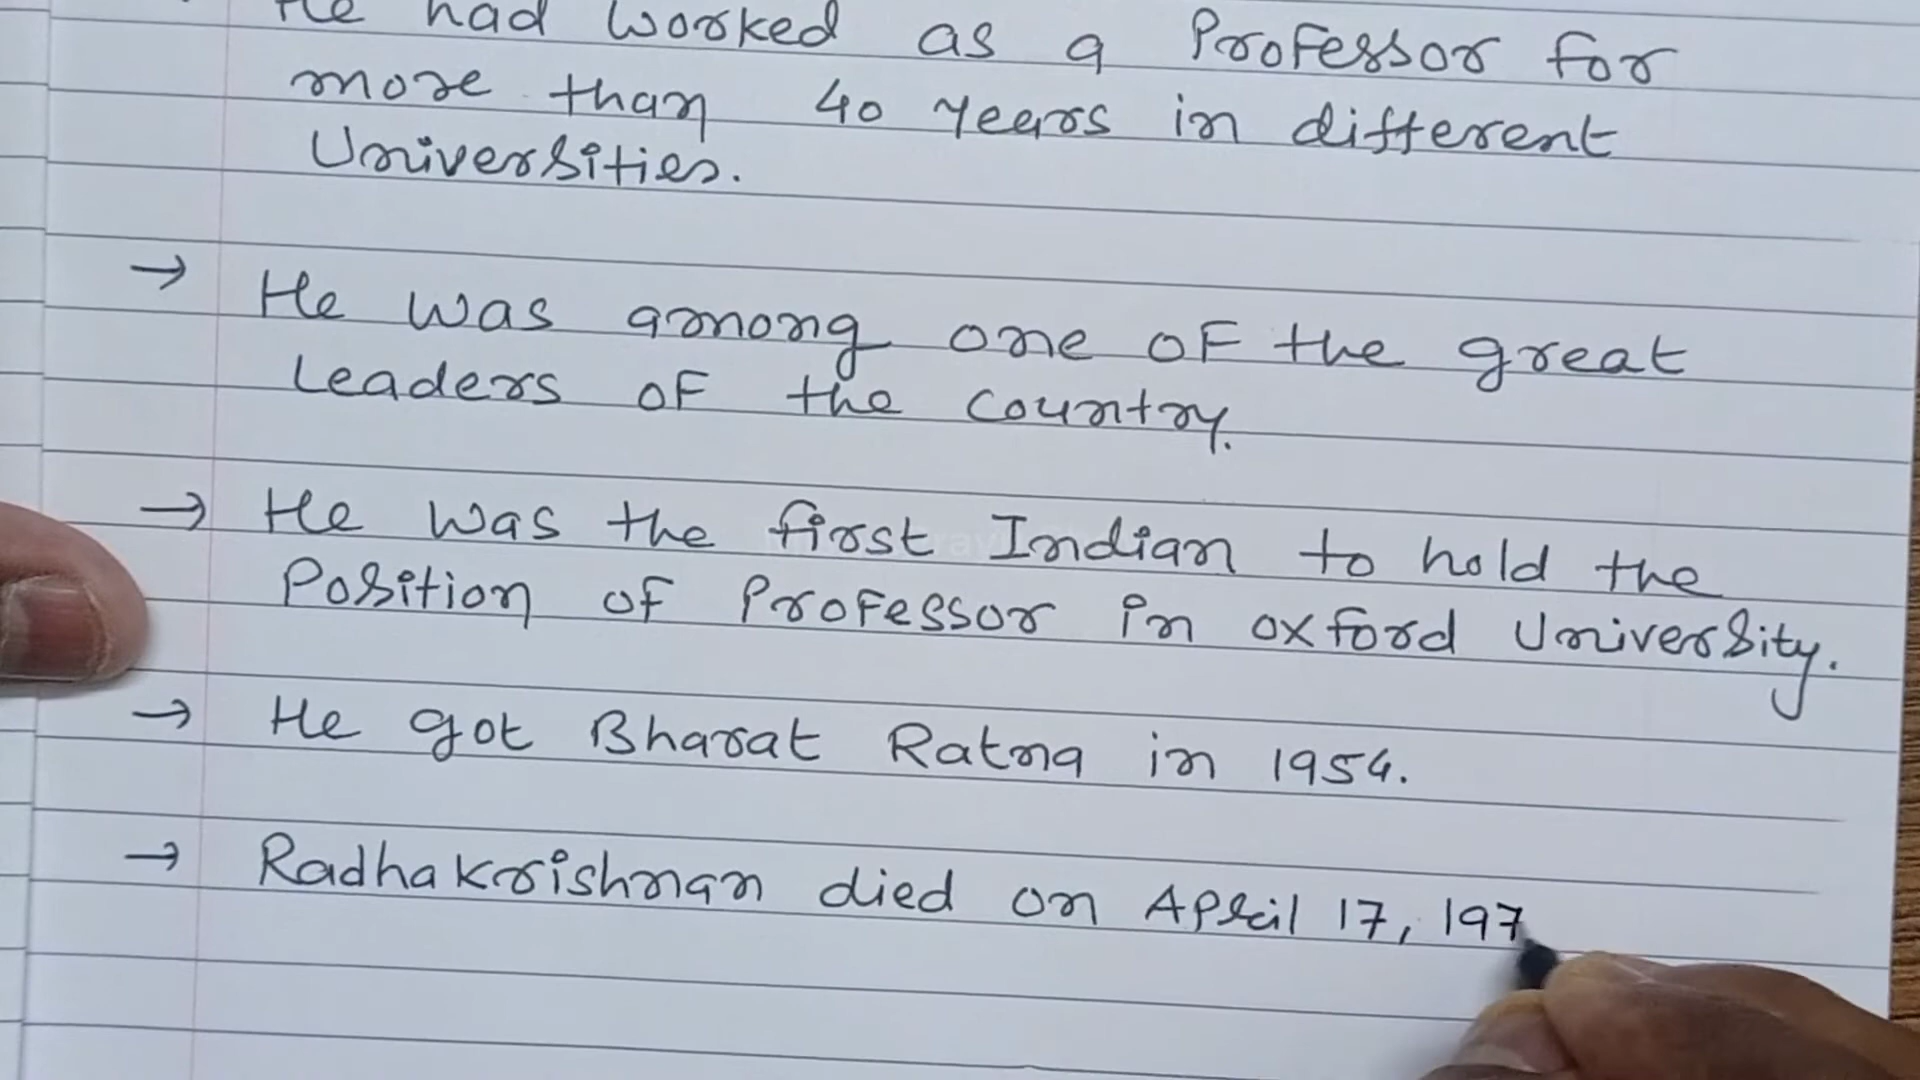 He had worked as a Professor for
more than 40 years in different
Universities.
→ He was among one of the great
Leaders of the country.
→ He was the first Indian to hold the
Position of Professor in oxford University.
→ He got Bharat Ratna in 1954.
→ Radhakrishnan died on April 17, 197